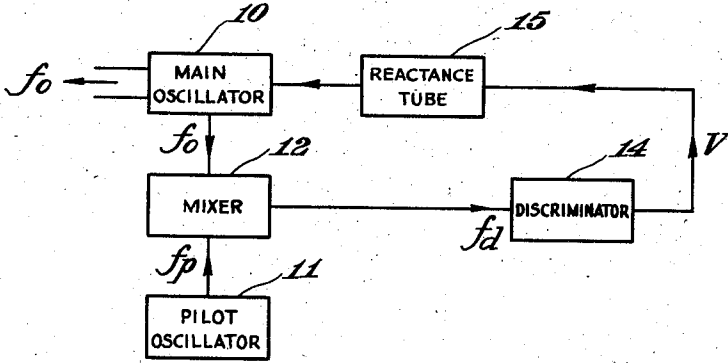 10
15
fo
MAIN
OSCILLATOR
REACTANCE
TUBE
fo
12
14
V
MIXER
DISCRIMINATOR
fd
fp
11
PILOT
OSCILLATOR